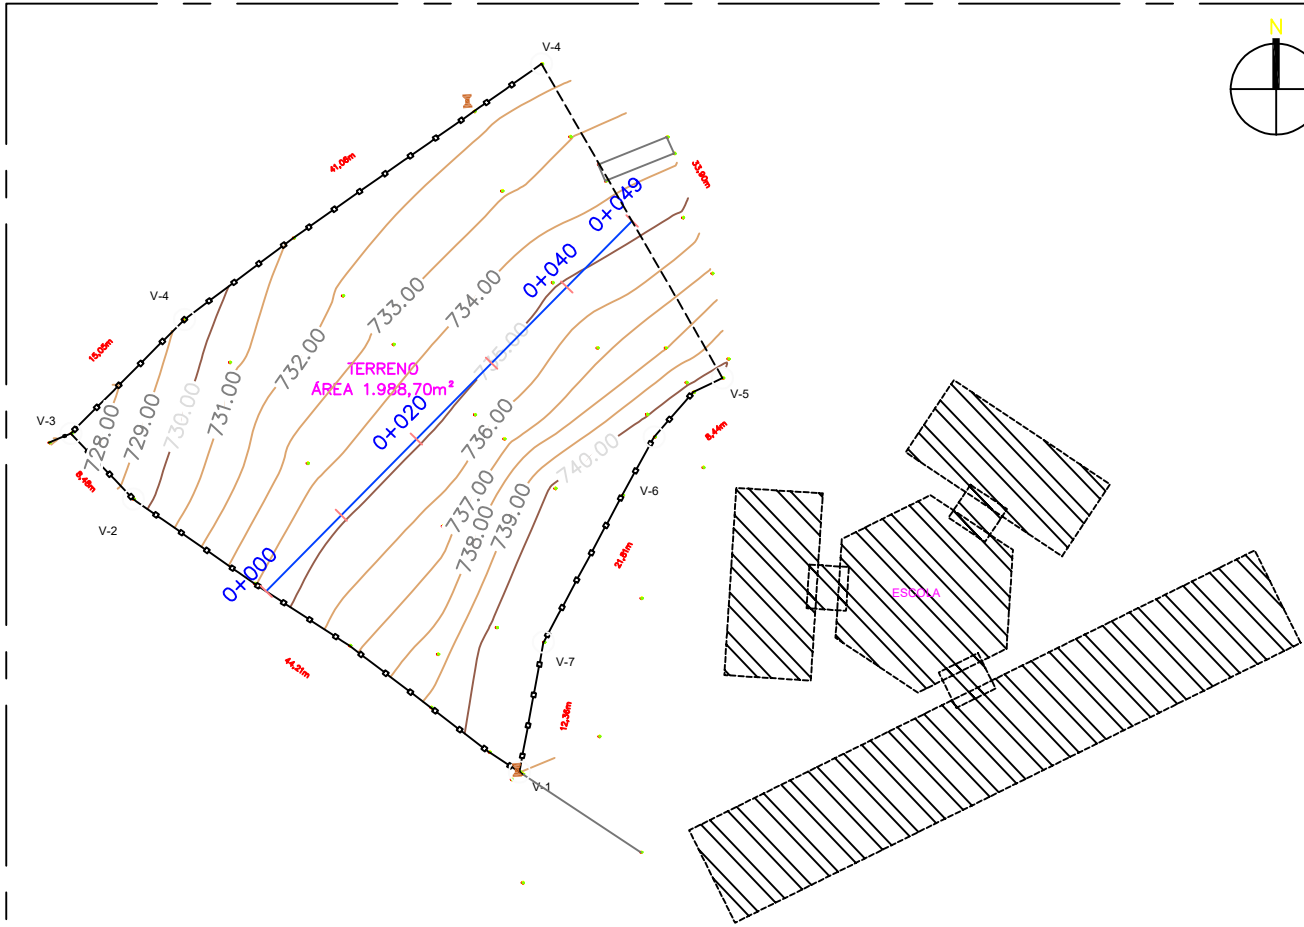 N
V-4
41,06m
33,90m
0+049
0+040
V-4
733.00
734.00
735.00
15,05m
732.00
TERRENO
ÁREA 1.988,70m²
V-5
V-3
728.00
729.00
730.00
731.00
0+020
736.00
8,44m
740.00
8,48m
V-6
V-2
737.00
738.00
739.00
21,81m
0+000
ESCOLA
44,21m
V-7
12,36m
V-1